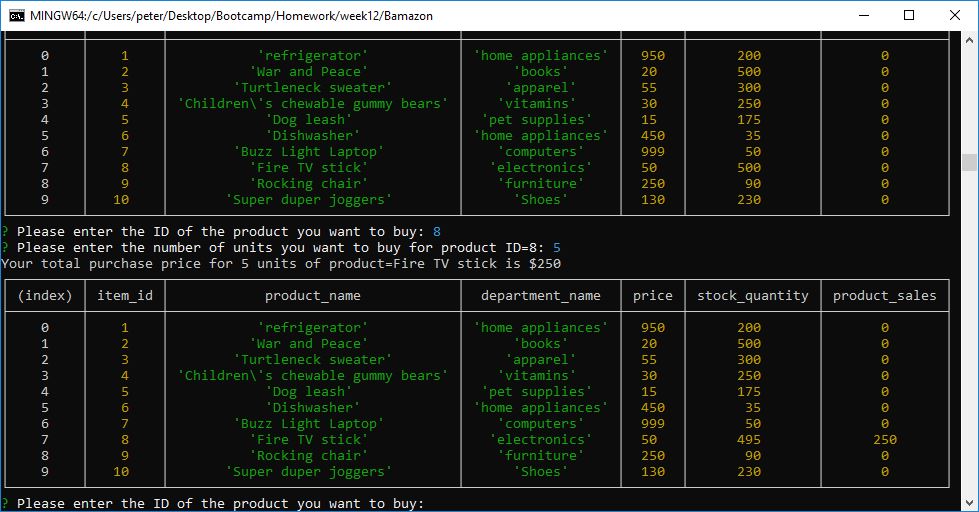 MINGW64:/c/Users/peter/Desktop/Bootcamp/Homework/week12/Bamazon
0 1 'refrigerator' 'home appliances' 950 200 0
1 2 'War and Peace' 'books' 20 500 0
2 3 'Turtleneck sweater' 'apparel' 55 300 0
3 4 'Children\'s chewable gummy bears' 'vitamins' 30 250 0
4 5 'Dog leash' 'pet supplies' 15 175 0
5 6 'Dishwasher' 'home appliances' 450 35 0
6 7 'Buzz Light Laptop' 'computers' 999 50 0
7 8 'Fire TV stick' 'electronics' 50 500 0
8 9 'Rocking chair' 'furniture' 250 90 0
9 10 'Super duper joggers' 'Shoes' 130 230 0
? Please enter the ID of the product you want to buy: 8
? Please enter the number of units you want to buy for product ID=8: 5
Your total purchase price for 5 units of product=Fire TV stick is $250
(index) item_id product_name department_name price stock_quantity product_sales
0 1 'refrigerator' 'home appliances' 950 200 0
1 2 'War and Peace' 'books' 20 500 0
2 3 'Turtleneck sweater' 'apparel' 55 300 0
3 4 'Children\'s chewable gummy bears' 'vitamins' 30 250 0
4 5 'Dog leash' 'pet supplies' 15 175 0
5 6 'Dishwasher' 'home appliances' 450 35 0
6 7 'Buzz Light Laptop' 'computers' 999 50 0
7 8 'Fire TV stick' 'electronics' 50 495 250
8 9 'Rocking chair' 'furniture' 250 90 0
9 10 'Super duper joggers' 'Shoes' 130 230 0
? Please enter the ID of the product you want to buy: